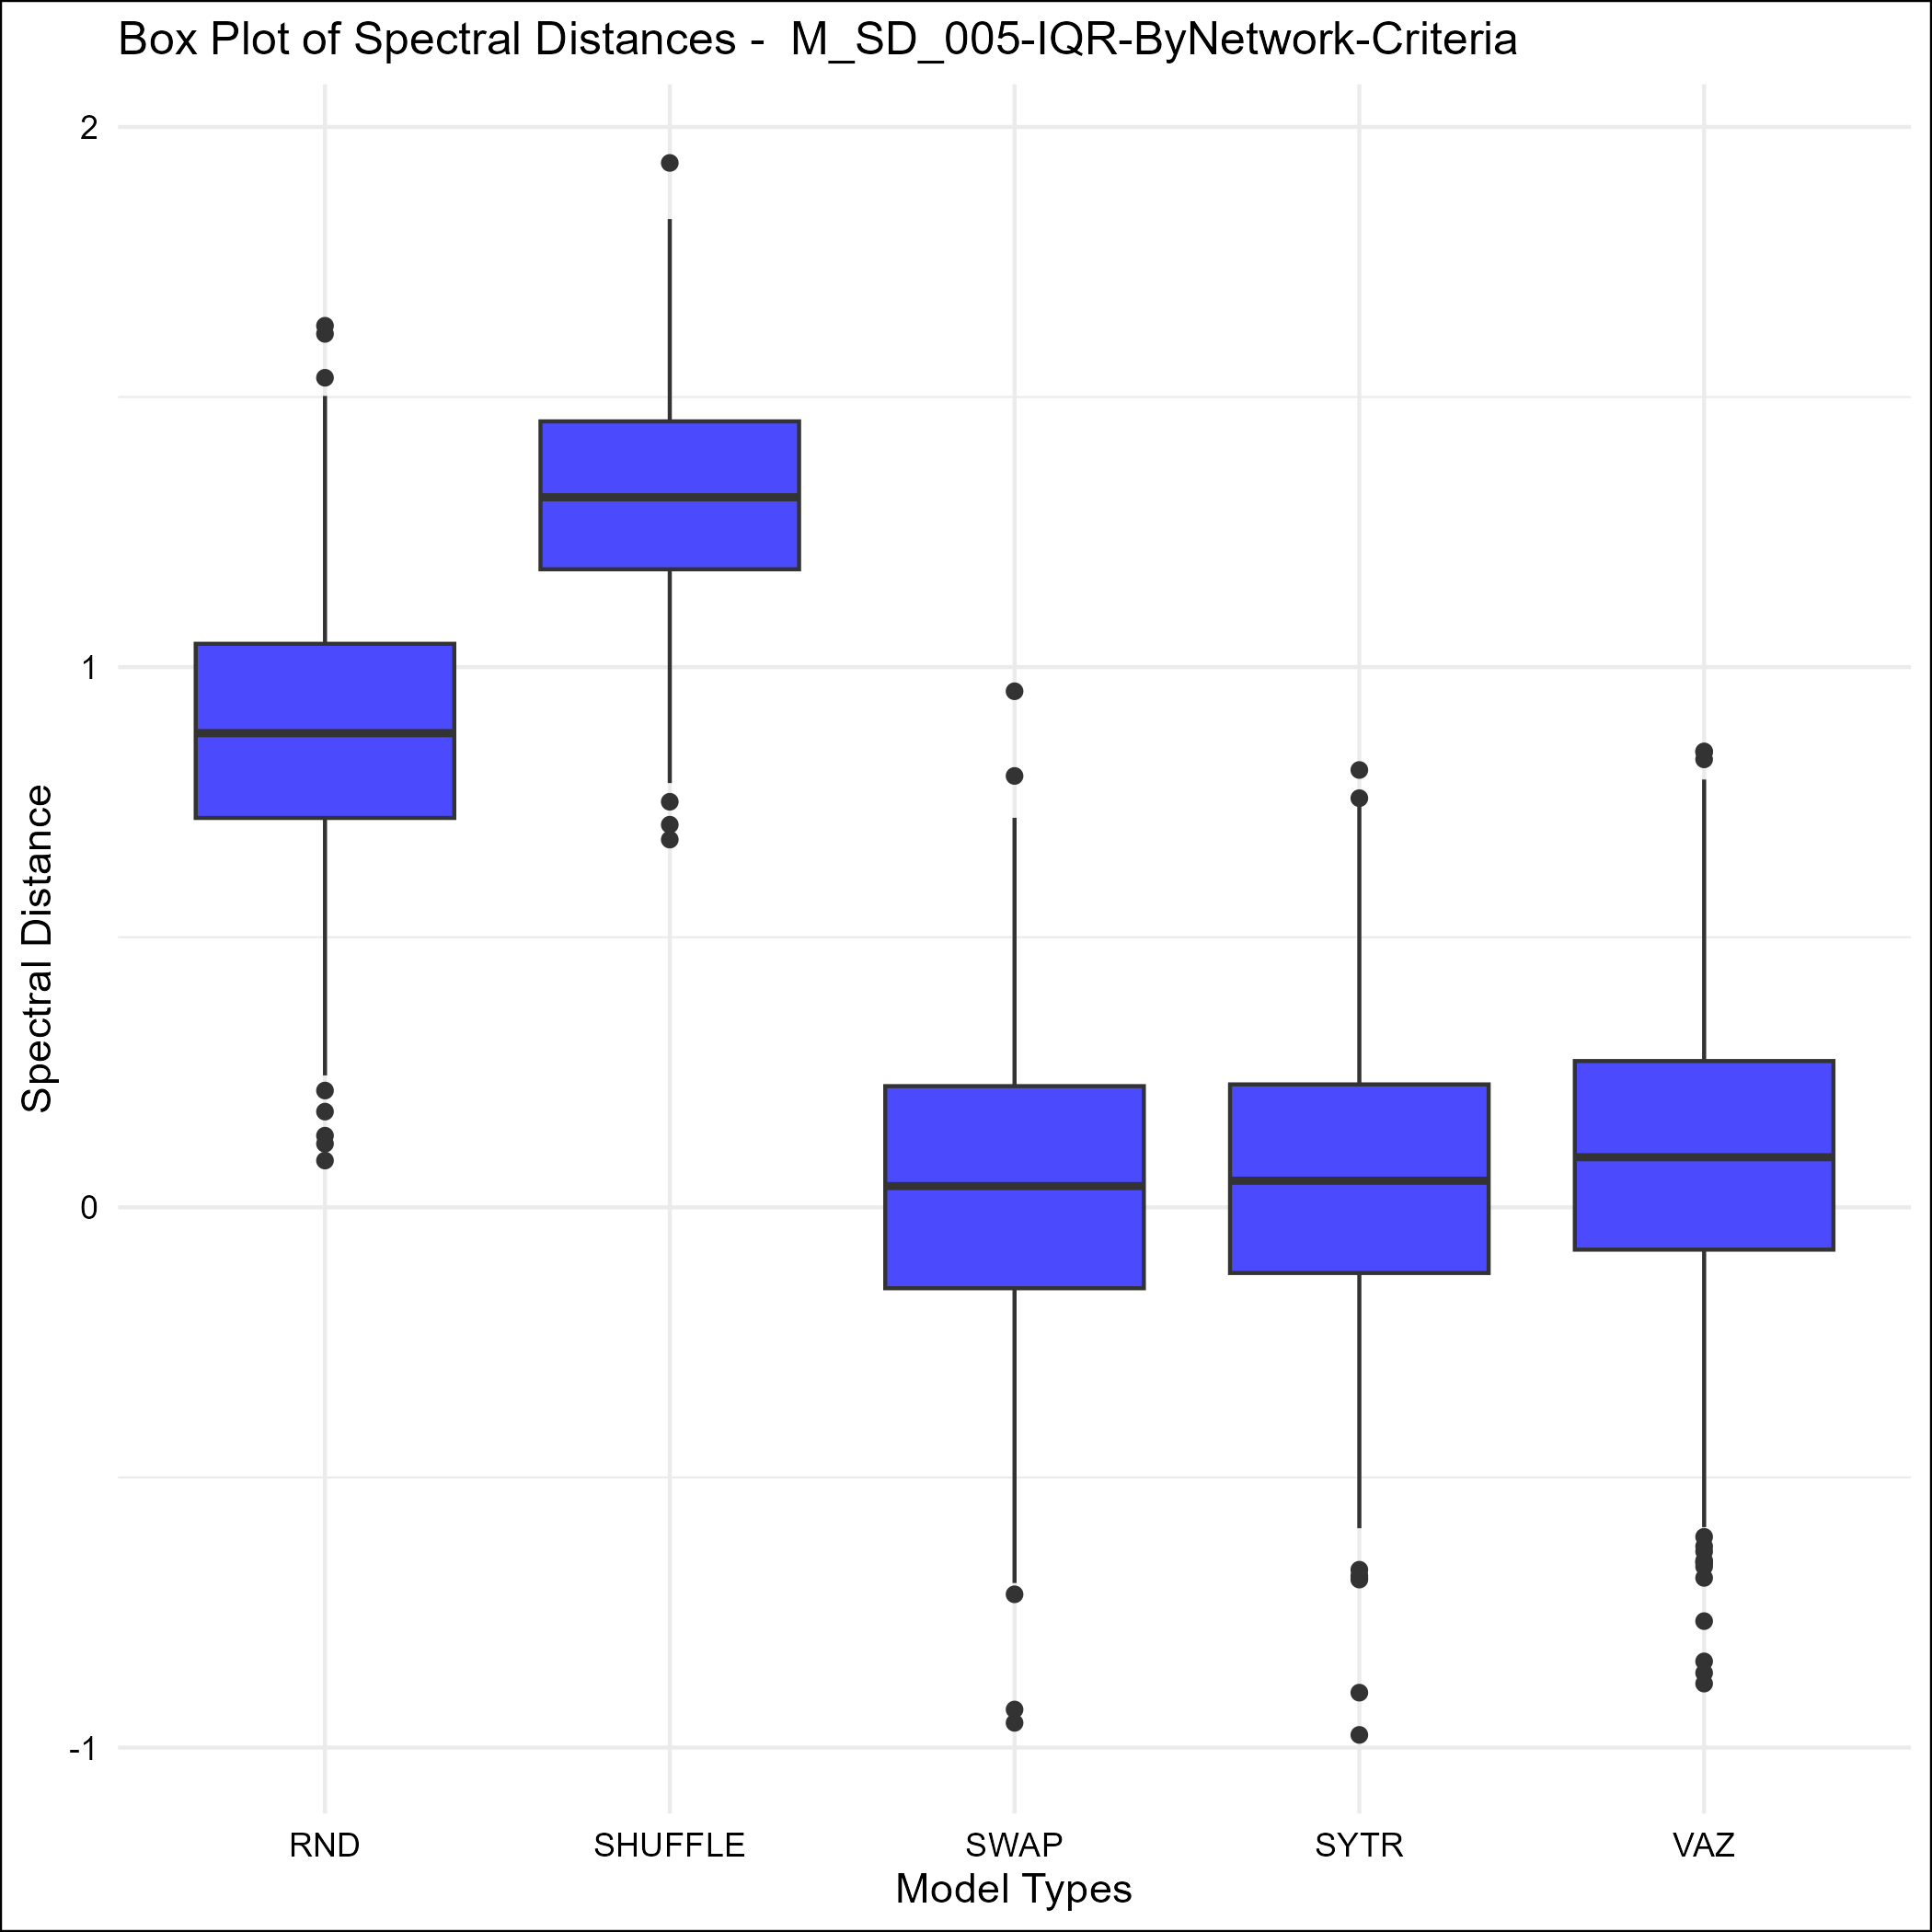 Box Plot of Spectral Distances -  M_SD_005-IQR-ByNetwork-Criteria
2
1
0
-1
Spectral Distance
RND
SHUFFLE
SWAP
SYTR
VAZ
Model Types